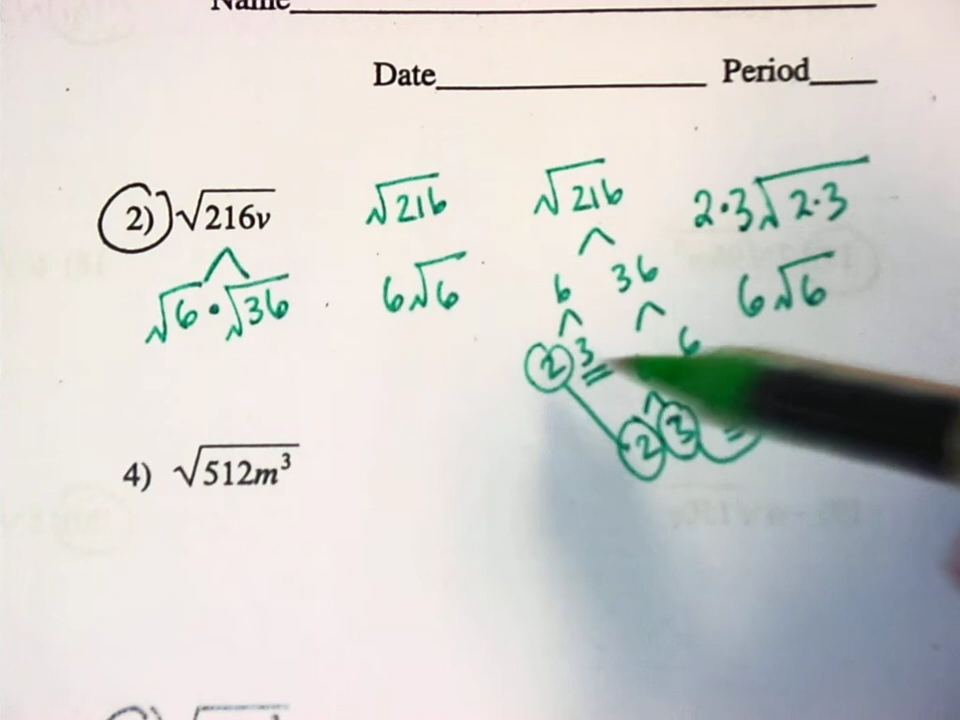 Name
Date Period
2) √216v √216 √216 2·3√2·3
√6 · √36 6√6 6 36 6√6
2 3 6
2 3
4) √512m³